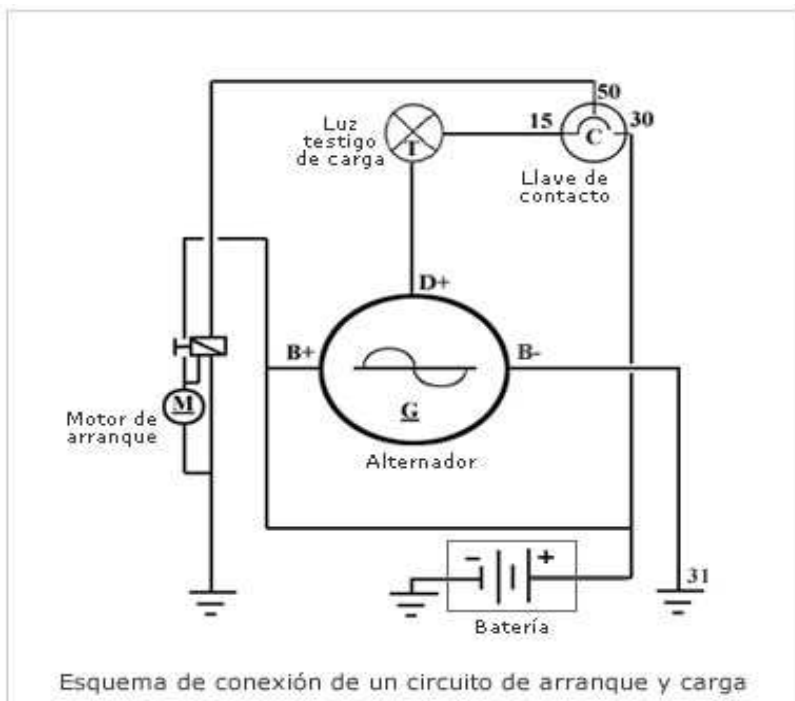 50
15
30
C
Luz
testigo
de carga
T
Llave de
contacto
D+
B+
B-
G
M
Motor de
arranque
Alternador
- +
31
Batería
Esquema de conexión de un circuito de arranque y carga